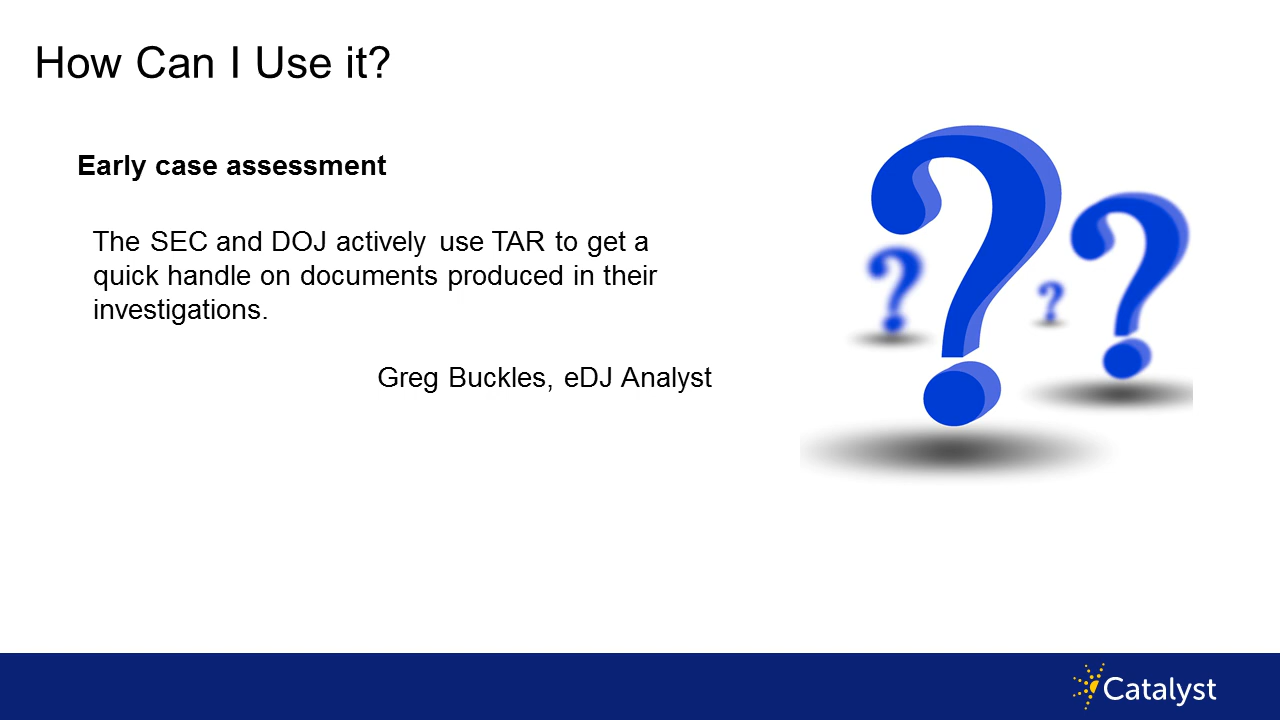 How Can I Use it?
Early case assessment
The SEC and DOJ actively use TAR to get a
quick handle on documents produced in their
investigations.
Greg Buckles, eDJ Analyst
Catalyst